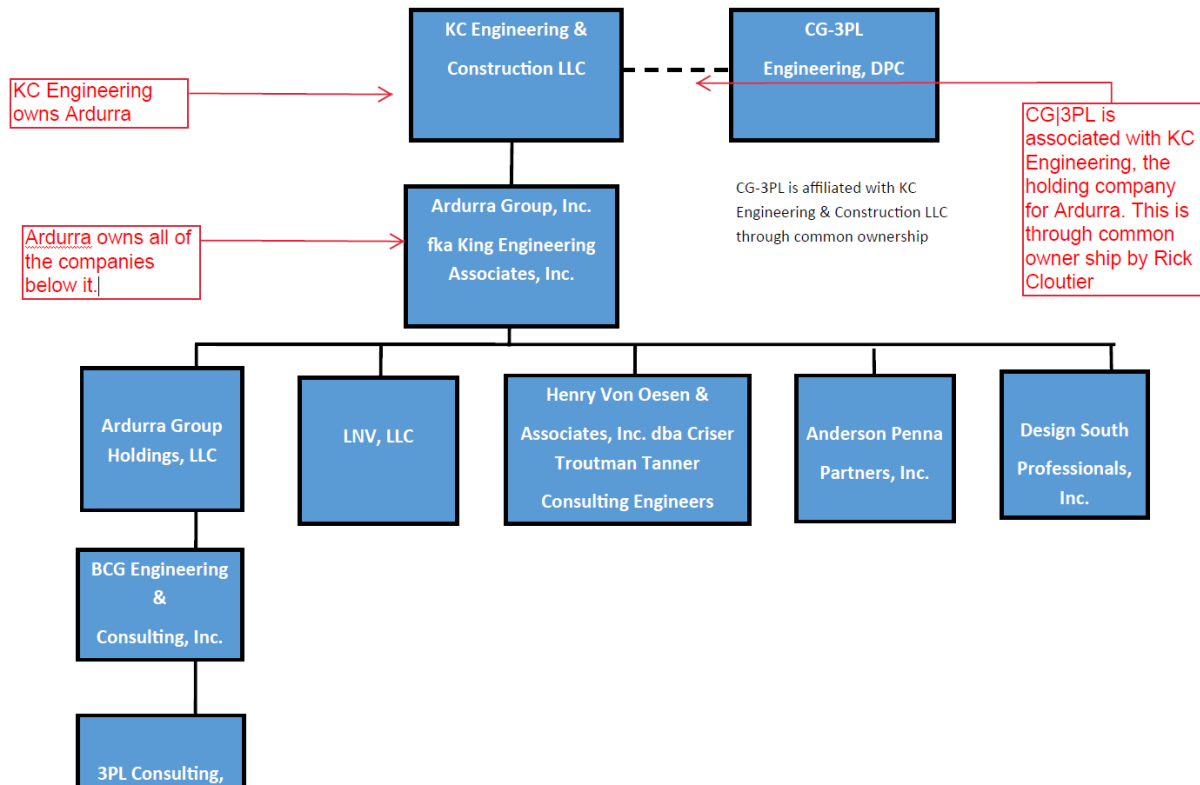 KC Engineering &
Construction LLC
CG-3PL
Engineering, DPC
KC Engineering
owns Ardurra
CG|3PL is
associated with KC
Engineering, the
holding company
for Ardurra. This is
through common
owner ship by Rick
Cloutier
CG-3PL is affiliated with KC
Engineering & Construction LLC
through common ownership
Ardurra Group, Inc.
fka King Engineering
Associates, Inc.
Ardurra owns all of
the companies
below it.
Ardurra Group
Holdings, LLC
LNV, LLC
Henry Von Oesen &
Associates, Inc. dba Criser
Troutman Tanner
Consulting Engineers
Anderson Penna
Partners, Inc.
Design South
Professionals,
Inc.
BCG Engineering
&
Consulting, Inc.
3PL Consulting,